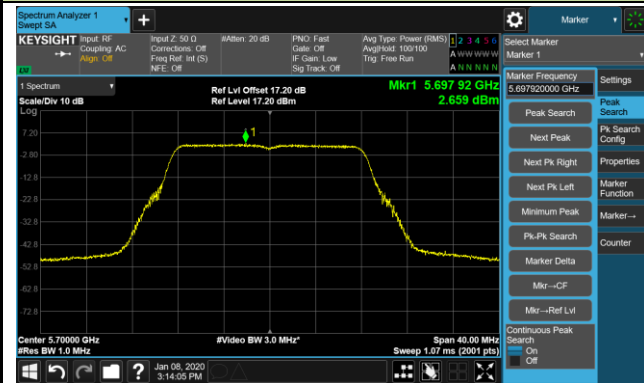 Spectrum Analyzer 1
Swept SA
+
Marker
KEYSIGHT
Input: RF
Coupling: AC
Align: Off
Input Z: 50 Ω
Corrections: Off
Freq Ref: Int (S)
NFE: Off
#Atten: 20 dB
PNO: Fast
Gate: Off
IF Gain: Low
Sig Track: Off
Avg Type: Power (RMS)
Avg|Hold: 100/100
Trig: Free Run
1 2 3 4 5 6
A W W W W W
A N N N N N
Select Marker
Marker 1
1 Spectrum
Scale/Div 10 dB
Log
Ref Lvl Offset 17.20 dB
Ref Level 17.20 dBm
Mkr1 5.697 92 GHz
2.659 dBm
7.20
-2.80
-12.8
-22.8
-32.8
-42.8
-52.8
-62.8
-72.8
1
Center 5.70000 GHz
#Res BW 1.0 MHz
#Video BW 3.0 MHz*
Span 40.00 MHz
Sweep 1.07 ms (2001 pts)
Marker Frequency
5.697920000 GHz
Peak Search
Next Peak
Next Pk Right
Next Pk Left
Minimum Peak
Pk-Pk Search
Marker Delta
Mkr→CF
Mkr→Ref Lvl
Continuous Peak
Search
On
Off
Settings
Peak
Search
Pk Search
Config
Properties
Marker
Function
Marker→
Counter
?
Jan 08, 2020
3:14:05 PM